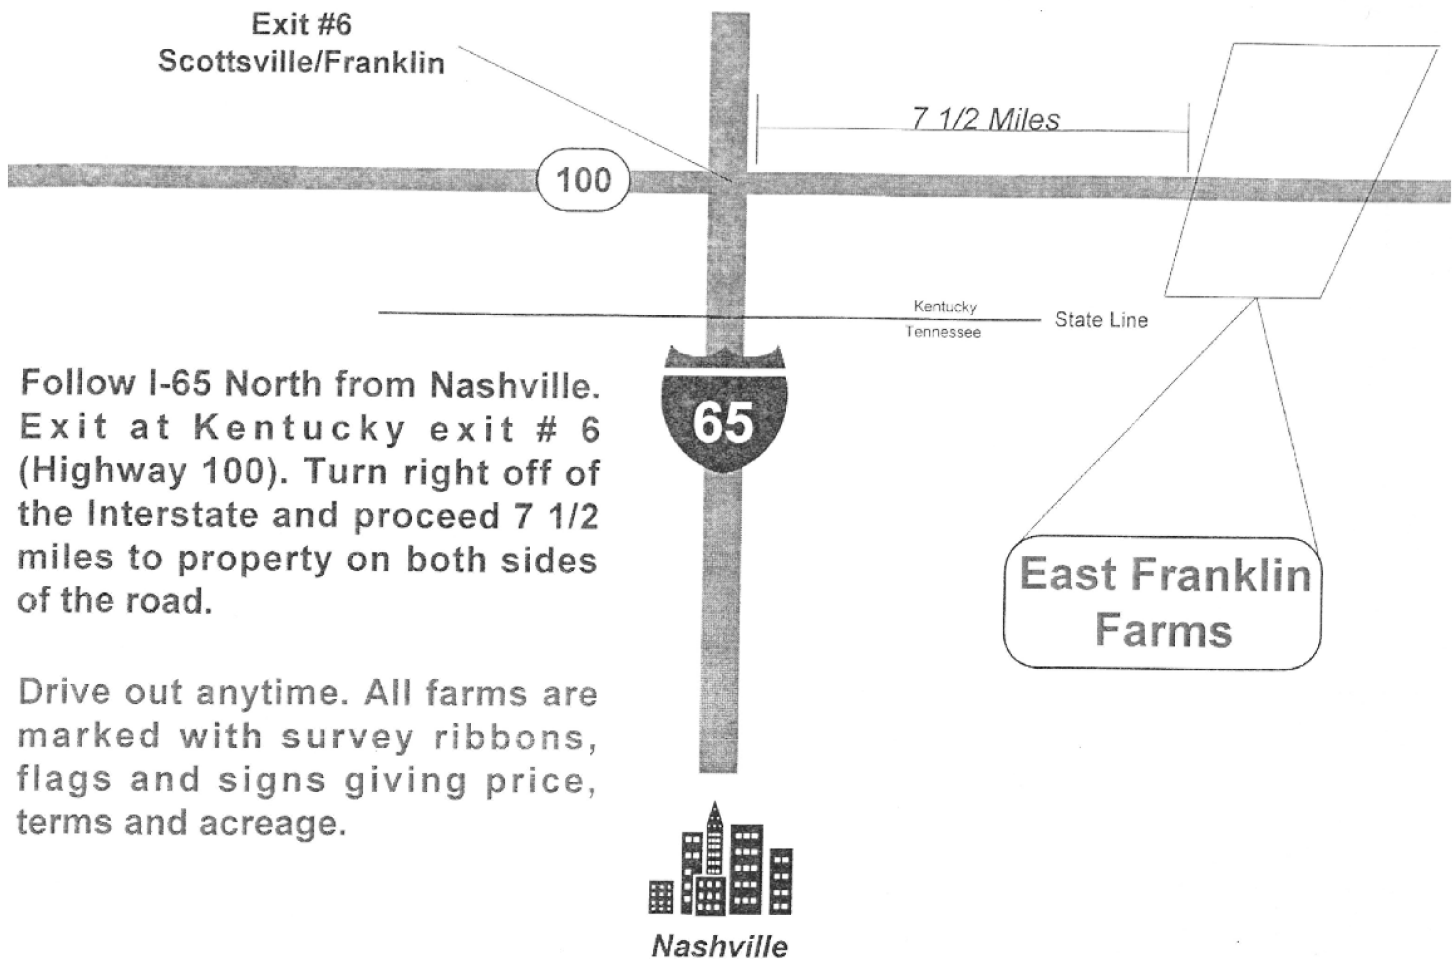 Exit #6
Scottsville/Franklin
7 1/2 Miles
100
Kentucky
Tennessee
State Line
65
Follow I-65 North from Nashville.
Exit at Kentucky exit # 6
(Highway 100). Turn right off of
the Interstate and proceed 7 1/2
miles to property on both sides
of the road.
Drive out anytime. All farms are
marked with survey ribbons,
flags and signs giving price,
terms and acreage.
East Franklin
Farms
Nashville